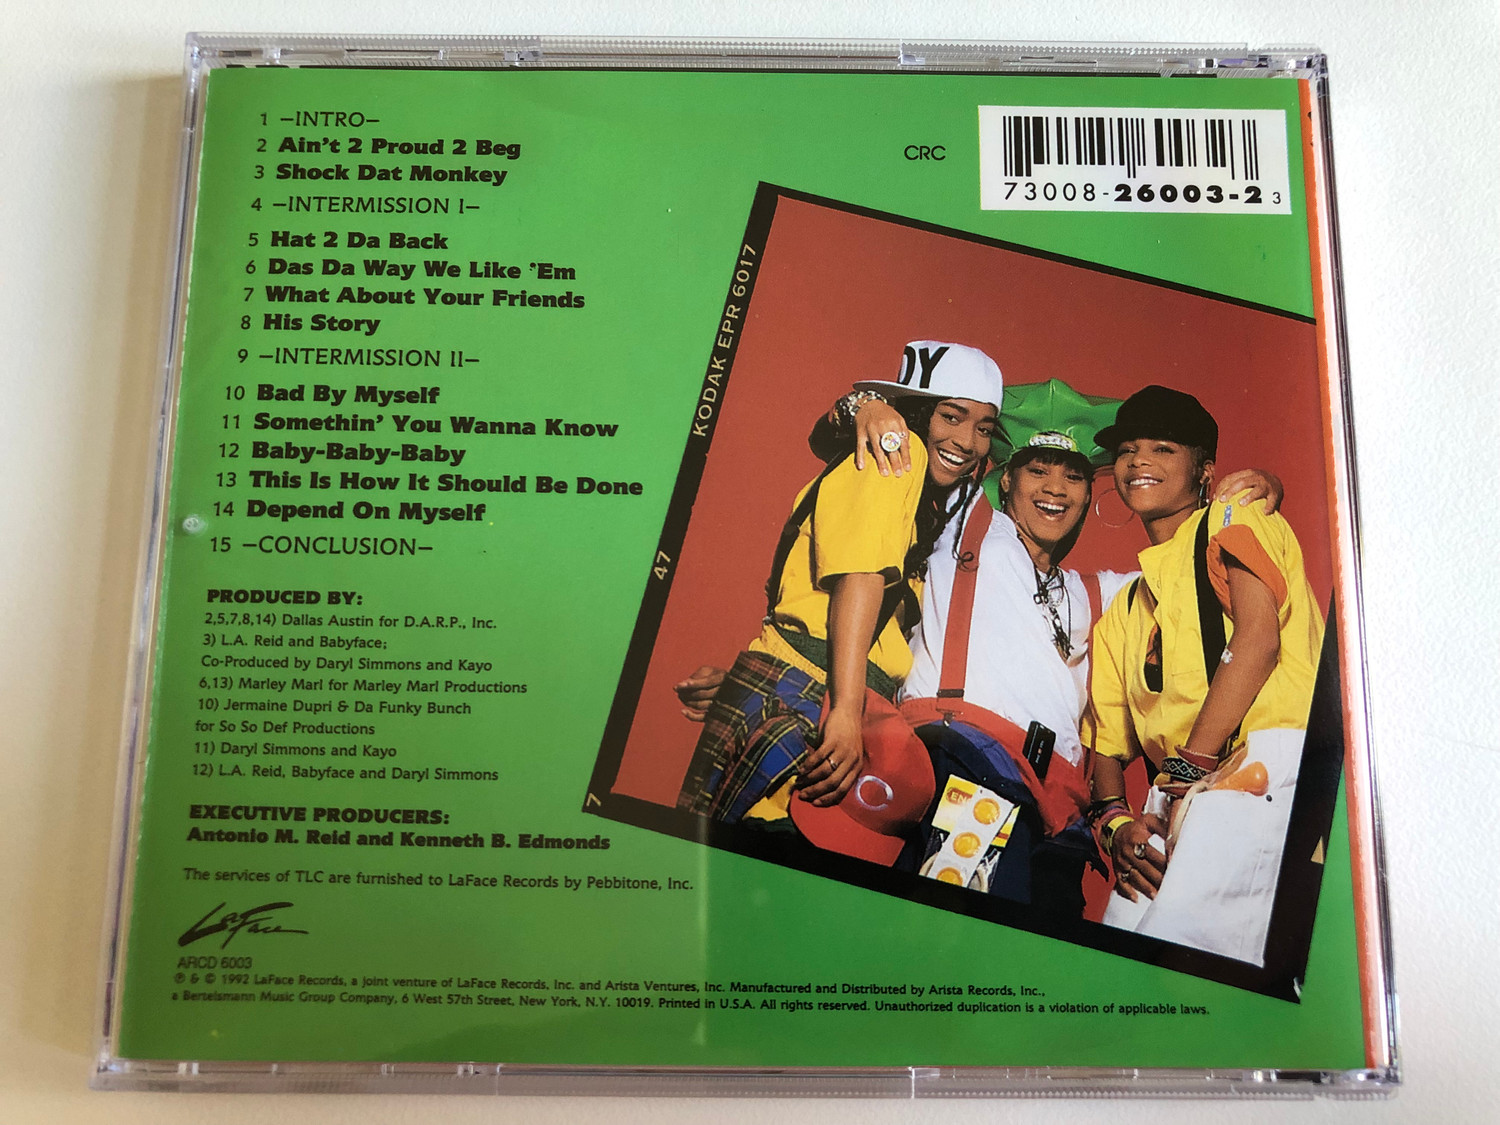 1 –INTRO–
2 Ain't 2 Proud 2 Beg
3 Shock Dat Monkey
4 –INTERMISSION I–
5 Hat 2 Da Back
6 Das Da Way We Like 'Em
7 What About Your Friends
8 His Story
9 –INTERMISSION II–
10 Bad By Myself
11 Somethin' You Wanna Know
12 Baby-Baby-Baby
13 This Is How It Should Be Done
14 Depend On Myself
15 –CONCLUSION–
PRODUCED BY:
2,5,7,8,14) Dallas Austin for D.A.R.P., Inc.
3) L.A. Reid and Babyface;
Co-Produced by Daryl Simmons and Kayo
6,13) Marley Marl for Marley Marl Productions
10) Jermaine Dupri & Da Funky Bunch
for So So Def Productions
11) Daryl Simmons and Kayo
12) L.A. Reid, Babyface and Daryl Simmons
EXECUTIVE PRODUCERS:
Antonio M. Reid and Kenneth B. Edmonds
The services of TLC are furnished to LaFace Records by Pebbitone, Inc.
LaFace
ARCD 6003
℗ & © 1992 LaFace Records, a joint venture of LaFace Records, Inc. and Arista Ventures, Inc. Manufactured and Distributed by Arista Records, Inc.,
a Bertelsmann Music Group Company, 6 West 57th Street, New York, N.Y. 10019. Printed in U.S.A. All rights reserved. Unauthorized duplication is a violation of applicable laws.
CRC
73008-26003-2 3
KODAK EPR 6017
47
7
OY
C